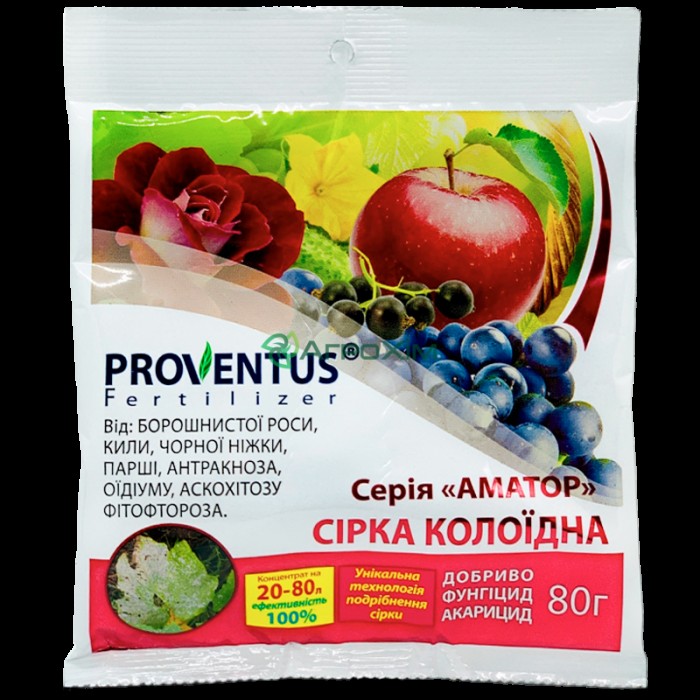 АГРОХІМ
PROVENTUS®
Fertilizer
Від: БОРОШНИСТОЇ РОСИ,
КИЛИ, ЧОРНОЇ НІЖКИ,
ПАРШІ, АНТРАКНОЗА,
ОЇДІУМУ, АСКОХІТОЗУ
ФІТОФТОРОЗА.
Серія «АМАТОР»
СІРКА КОЛОЇДНА
Концентрат на
20-80л
ефективність
100%
Унікальна
технологія
подрібнення
сірки
ДОБРИВО
ФУНГІЦИД
АКАРИЦИД
80г